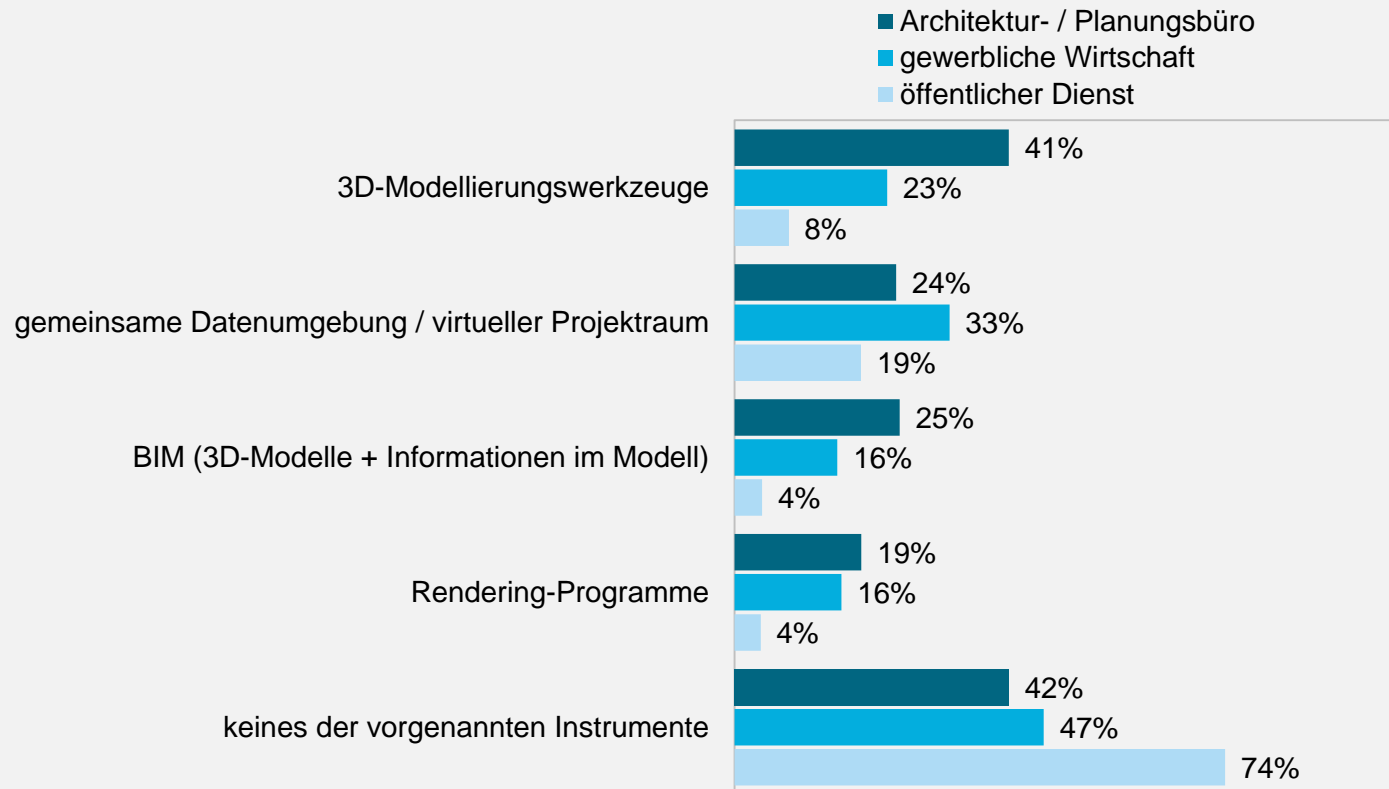 Architektur- / Planungsbüro
gewerbliche Wirtschaft
öffentlicher Dienst
41%
3D-Modellierungswerkzeuge
23%
8%
24%
gemeinsame Datenumgebung / virtueller Projektraum
33%
19%
25%
BIM (3D-Modelle + Informationen im Modell)
16%
4%
19%
Rendering-Programme
16%
4%
42%
keines der vorgenannten Instrumente
47%
74%